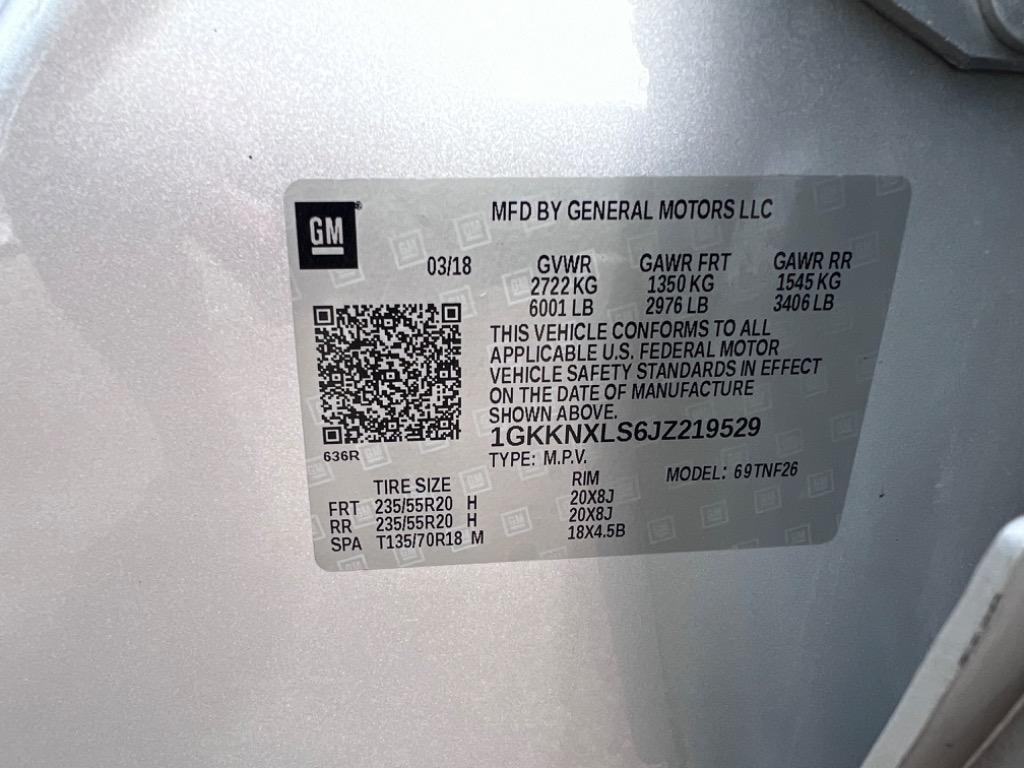 GM
MFD BY GENERAL MOTORS LLC
03/18 GVWR GAWR FRT GAWR RR
2722 KG 1350 KG 1545 KG
6001 LB 2976 LB 3406 LB
THIS VEHICLE CONFORMS TO ALL
APPLICABLE U.S. FEDERAL MOTOR
VEHICLE SAFETY STANDARDS IN EFFECT
ON THE DATE OF MANUFACTURE
SHOWN ABOVE.
1GKKNXLS6JZ219529
636R
TYPE: M.P.V. MODEL: 69TNF26
TIRE SIZE RIM
FRT 235/55R20 H 20X8J
RR 235/55R20 H 20X8J
SPA T135/70R18 M 18X4.5B